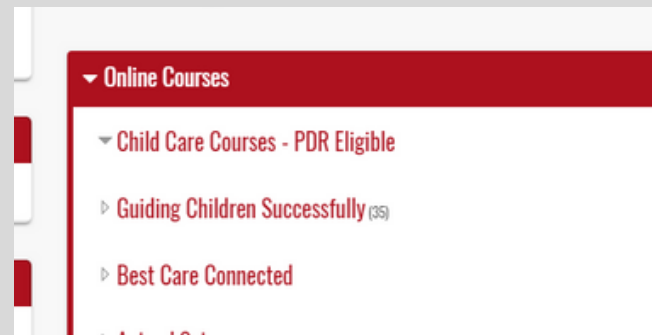 Online Courses
Child Care Courses - PDR Eligible
Guiding Children Successfully (35)
Best Care Connected